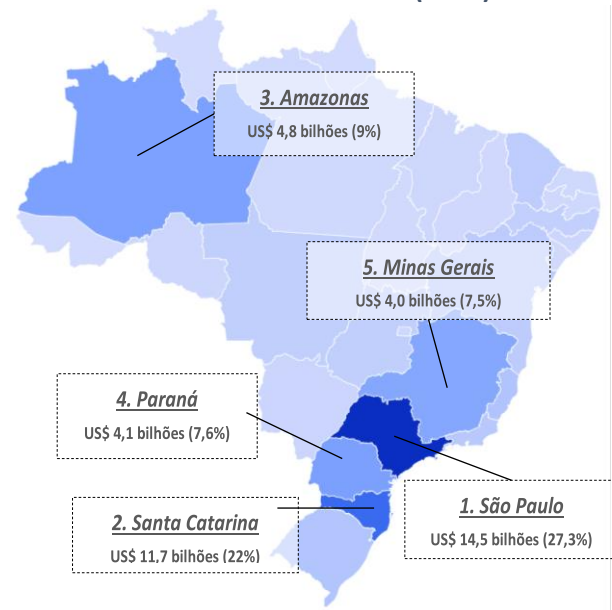 3. Amazonas
US$ 4,8 bilhões (9%)
5. Minas Gerais
US$ 4,0 bilhões (7,5%)
4. Paraná
US$ 4,1 bilhões (7,6%)
1. São Paulo
US$ 14,5 bilhões (27,3%)
2. Santa Catarina
US$ 11,7 bilhões (22%)